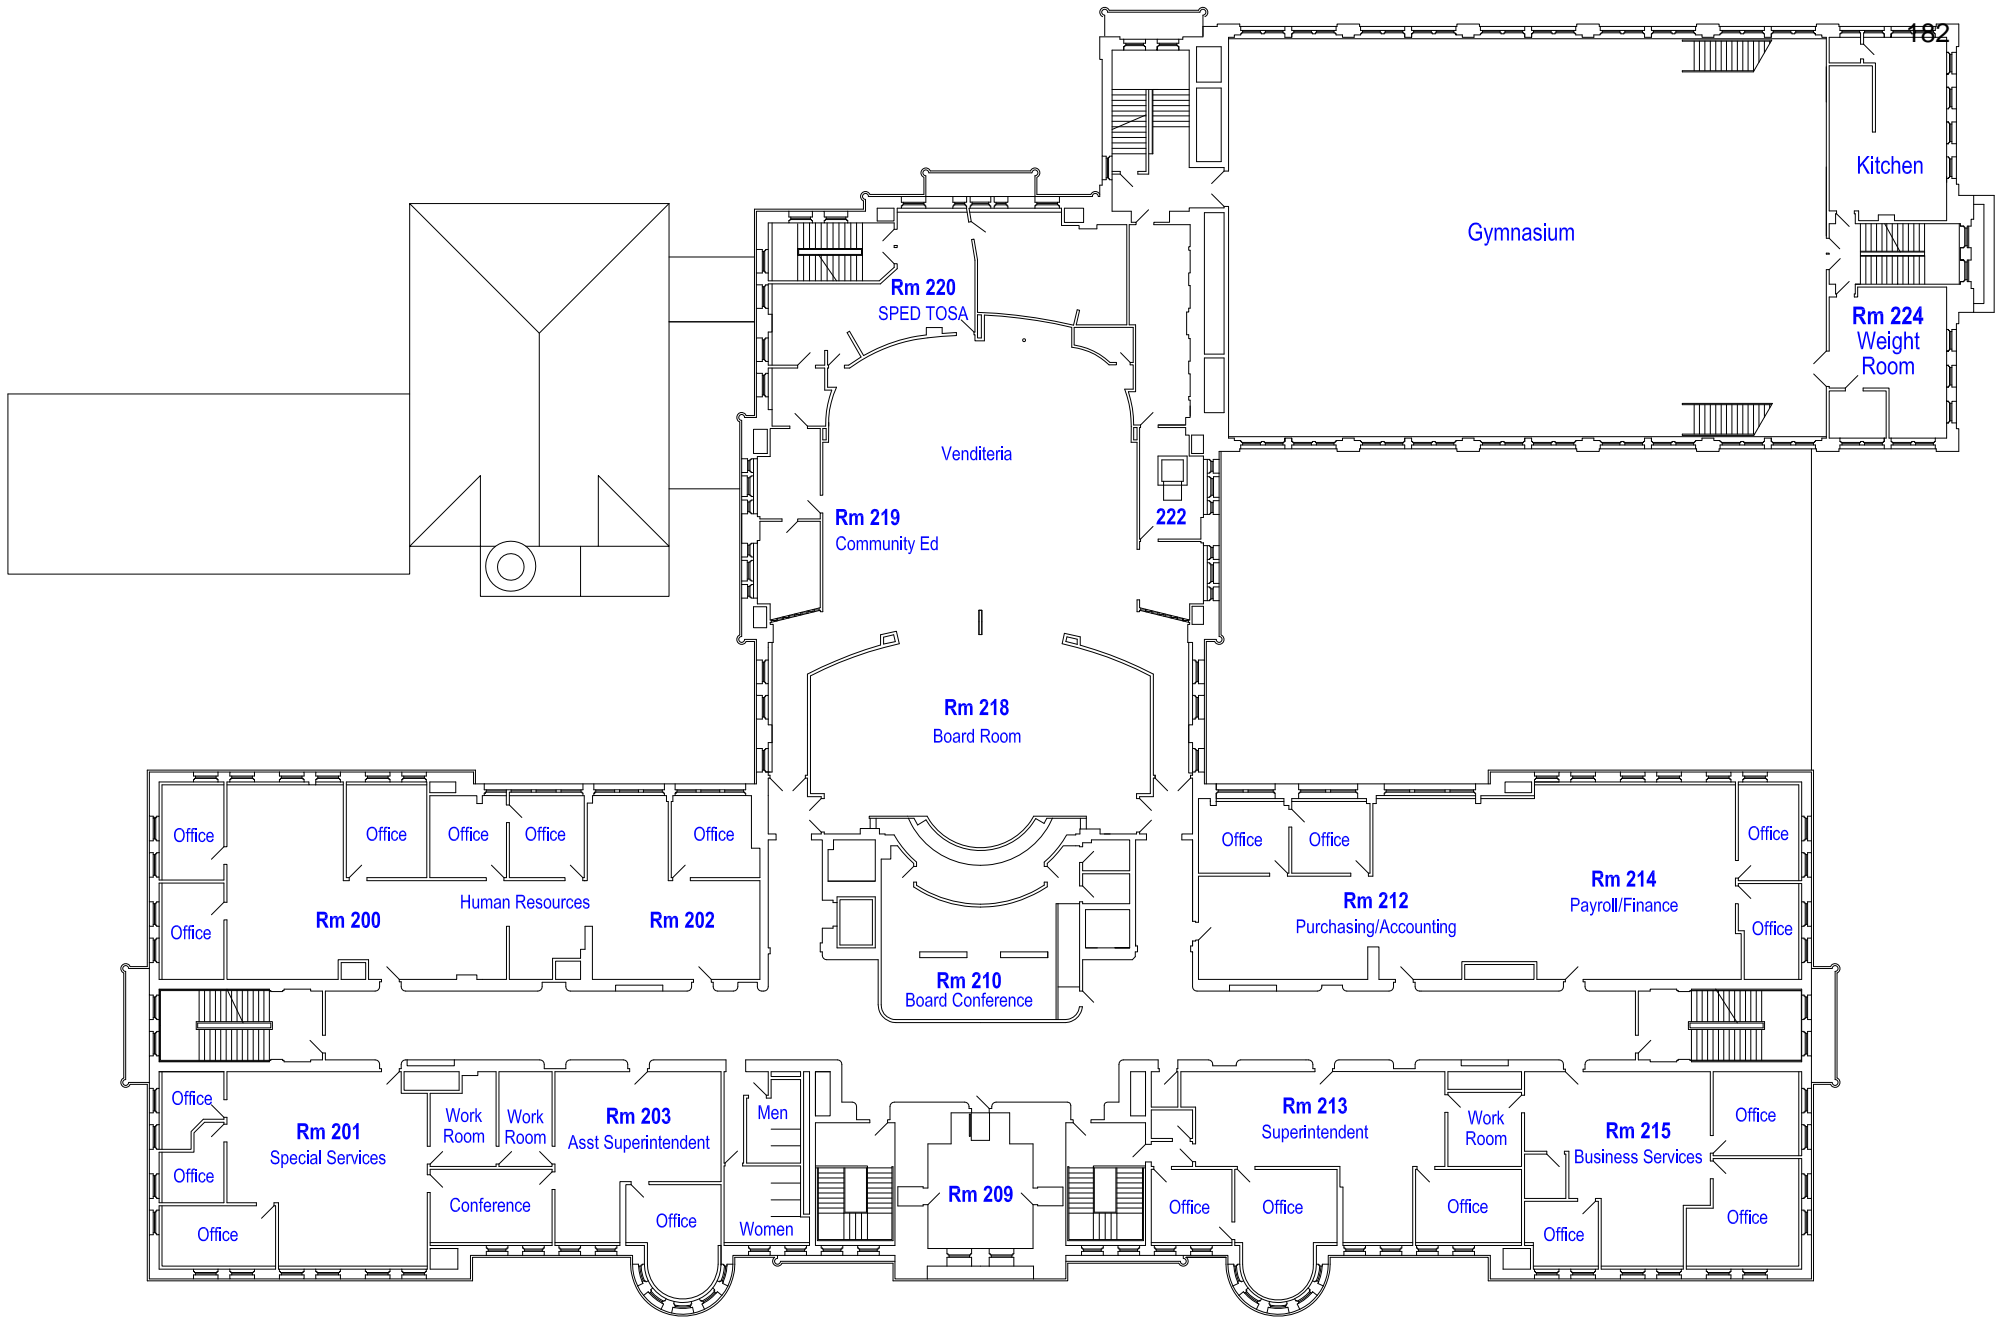 182
Kitchen
Gymnasium
Rm 220
SPED TOSA
Rm 224
Weight
Room
Venditeria
Rm 219
Community Ed
222
Rm 218
Board Room
Office
Office
Office
Office
Office
Office
Office
Office
Human Resources
Rm 200
Rm 202
Office
Rm 212
Purchasing/Accounting
Rm 214
Payroll/Finance
Office
Rm 210
Board Conference
Office
Rm 201
Special Services
Office
Office
Work
Room
Work
Room
Conference
Rm 203
Asst Superintendent
Office
Men
Women
Rm 209
Rm 213
Superintendent
Office
Office
Work
Room
Office
Rm 215
Business Services
Office
Office
Office